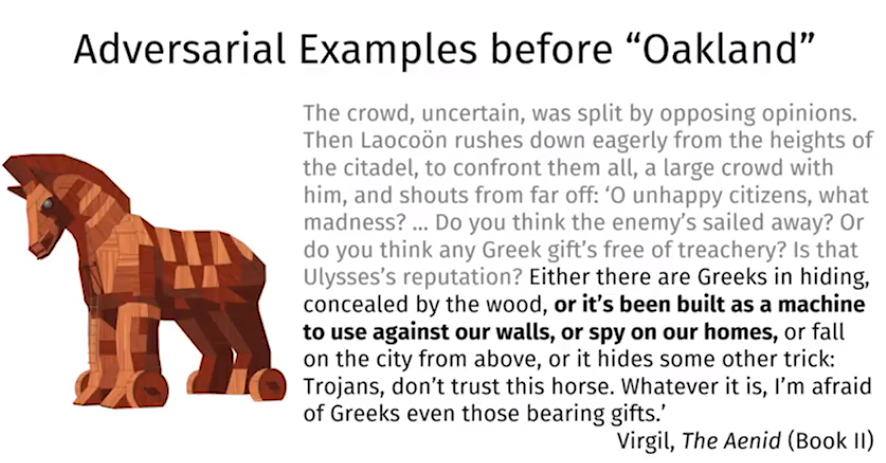 Adversarial Examples before “Oakland”
The crowd, uncertain, was split by opposing opinions.
Then Laocoön rushes down eagerly from the heights of
the citadel, to confront them all, a large crowd with
him, and shouts from far off: ‘O unhappy citizens, what
madness? ... Do you think the enemy’s sailed away? Or
do you think any Greek gift’s free of treachery? Is that
Ulysses’s reputation? Either there are Greeks in hiding,
concealed by the wood, or it’s been built as a machine
to use against our walls, or spy on our homes, or fall
on the city from above, or it hides some other trick:
Trojans, don’t trust this horse. Whatever it is, I’m afraid
of Greeks even those bearing gifts.’
Virgil, The Aenid (Book II)